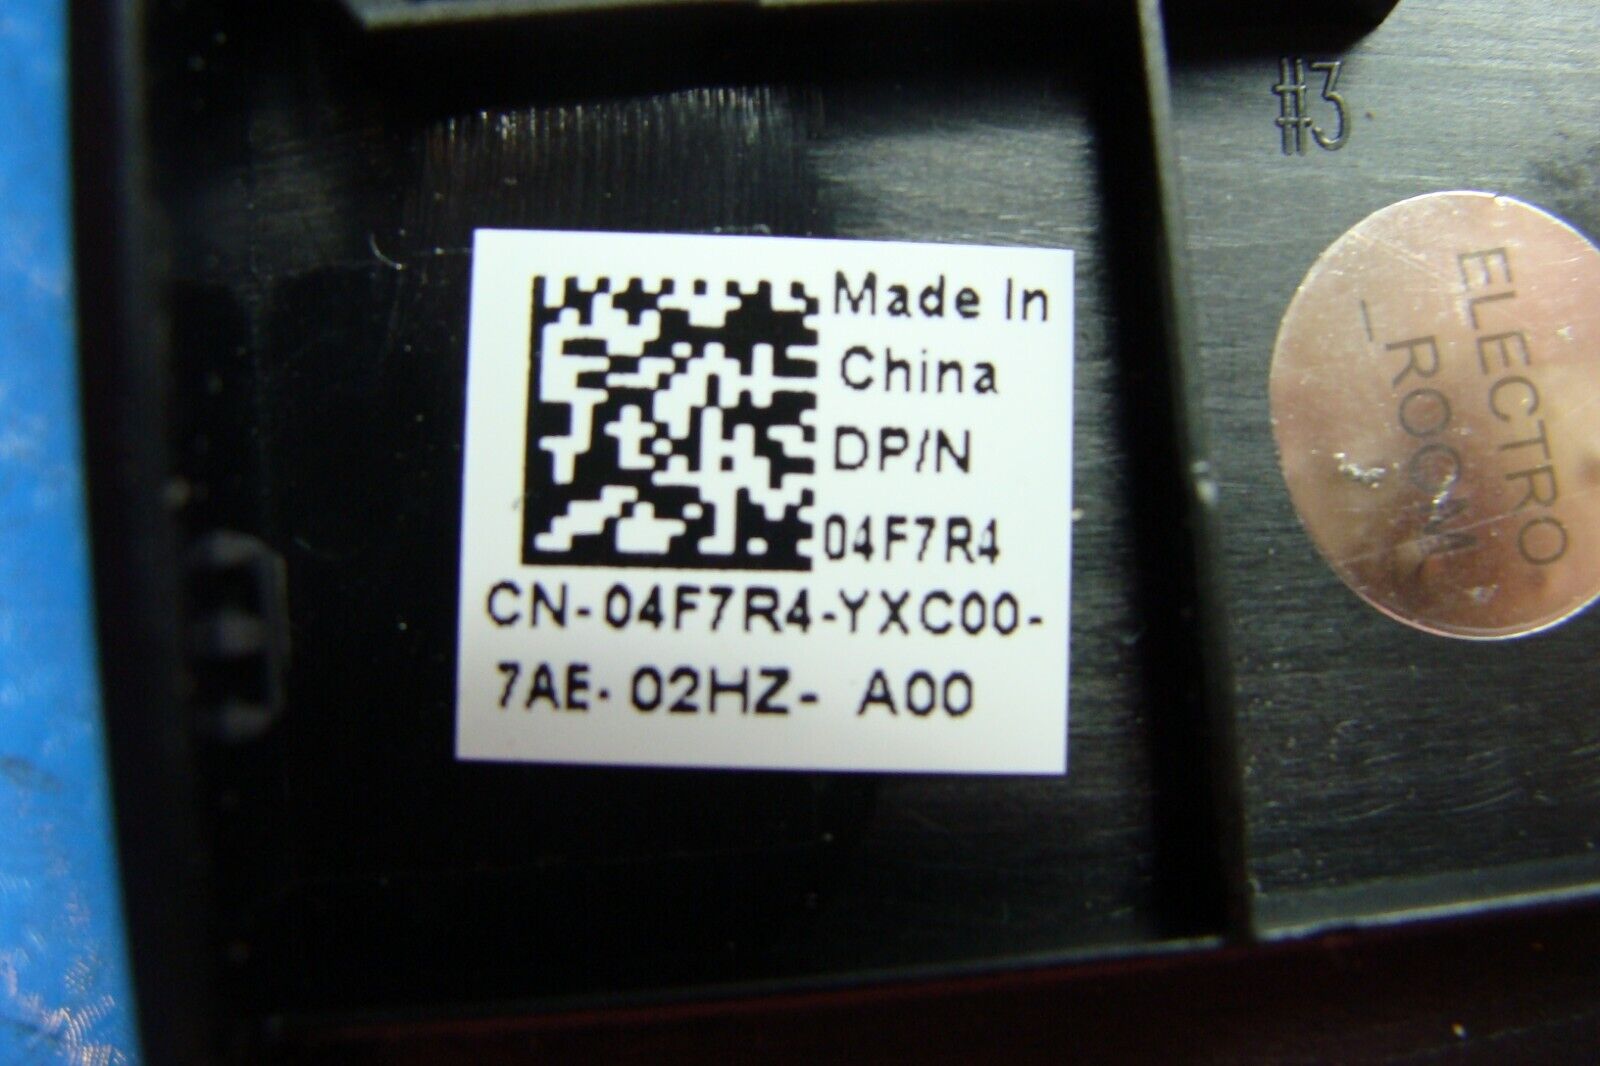 #3
Made In
China
DP/N
04F7R4
CN-04F7R4-YXC00-
7AE-02HZ- A00
ELECTRO
_ROOM